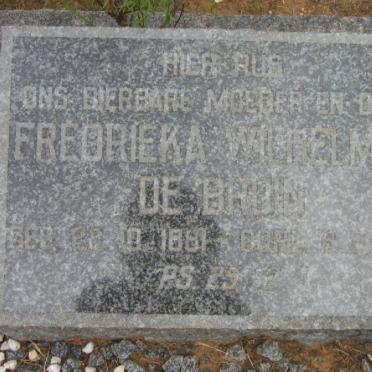 HIER RUS
ONS DIERBARE MOEDER EN O
FREDRIEKA WILHELM
DE BRUIN
GEB. 23.10.1881 -
PS. 23